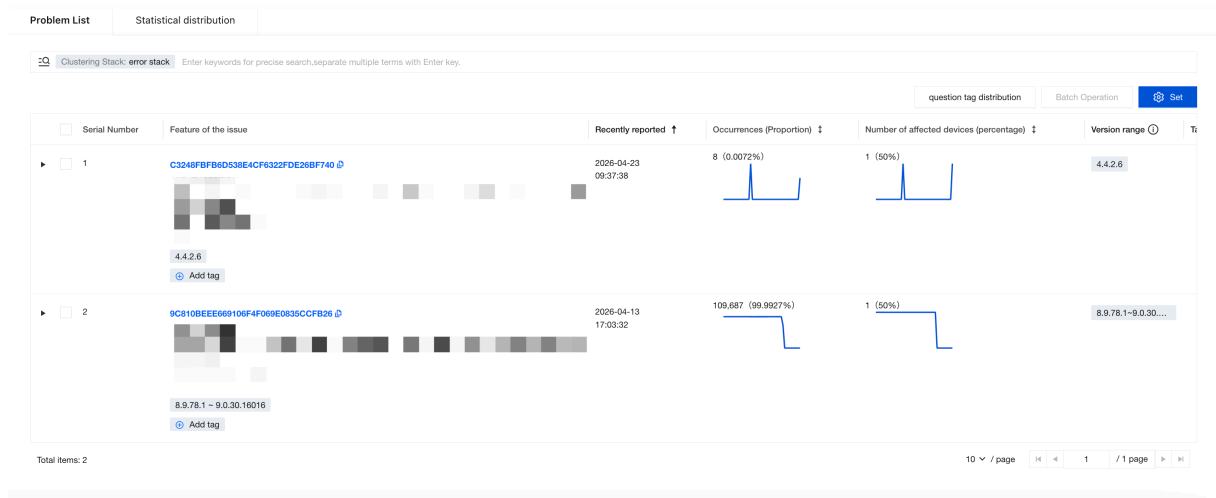 Problem List
Statistical distribution
Clustering Stack: error stack Enter keywords for precise search,separate multiple terms with Enter key.
question tag distribution
Batch Operation
Set
Serial Number Feature of the issue Recently reported Occurrences (Proportion) Number of affected devices (percentage) Version range
1 C3248FBFB6D538E4CF6322FDE26BF740 2026-04-23 8 (0.0072%) 1 (50%) 4.4.2.6
09:37:38
4.4.2.6
Add tag
2 9C810BEEE669106F4F069E0835CCFB26 2026-04-13 109,687 (99.9927%) 1 (50%) 8.9.78.1~9.0.30....
17:03:32
8.9.78.1 ~ 9.0.30.16016
Add tag
Total items: 2
10 / page
1 / 1 page